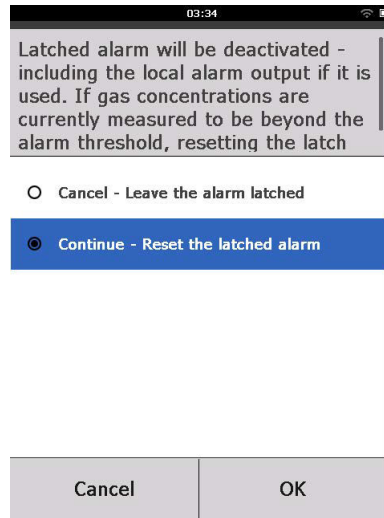 03:34
Latched alarm will be deactivated -
including the local alarm output if it is
used. If gas concentrations are
currently measured to be beyond the
alarm threshold, resetting the latch
Cancel - Leave the alarm latched
Continue - Reset the latched alarm
Cancel
OK